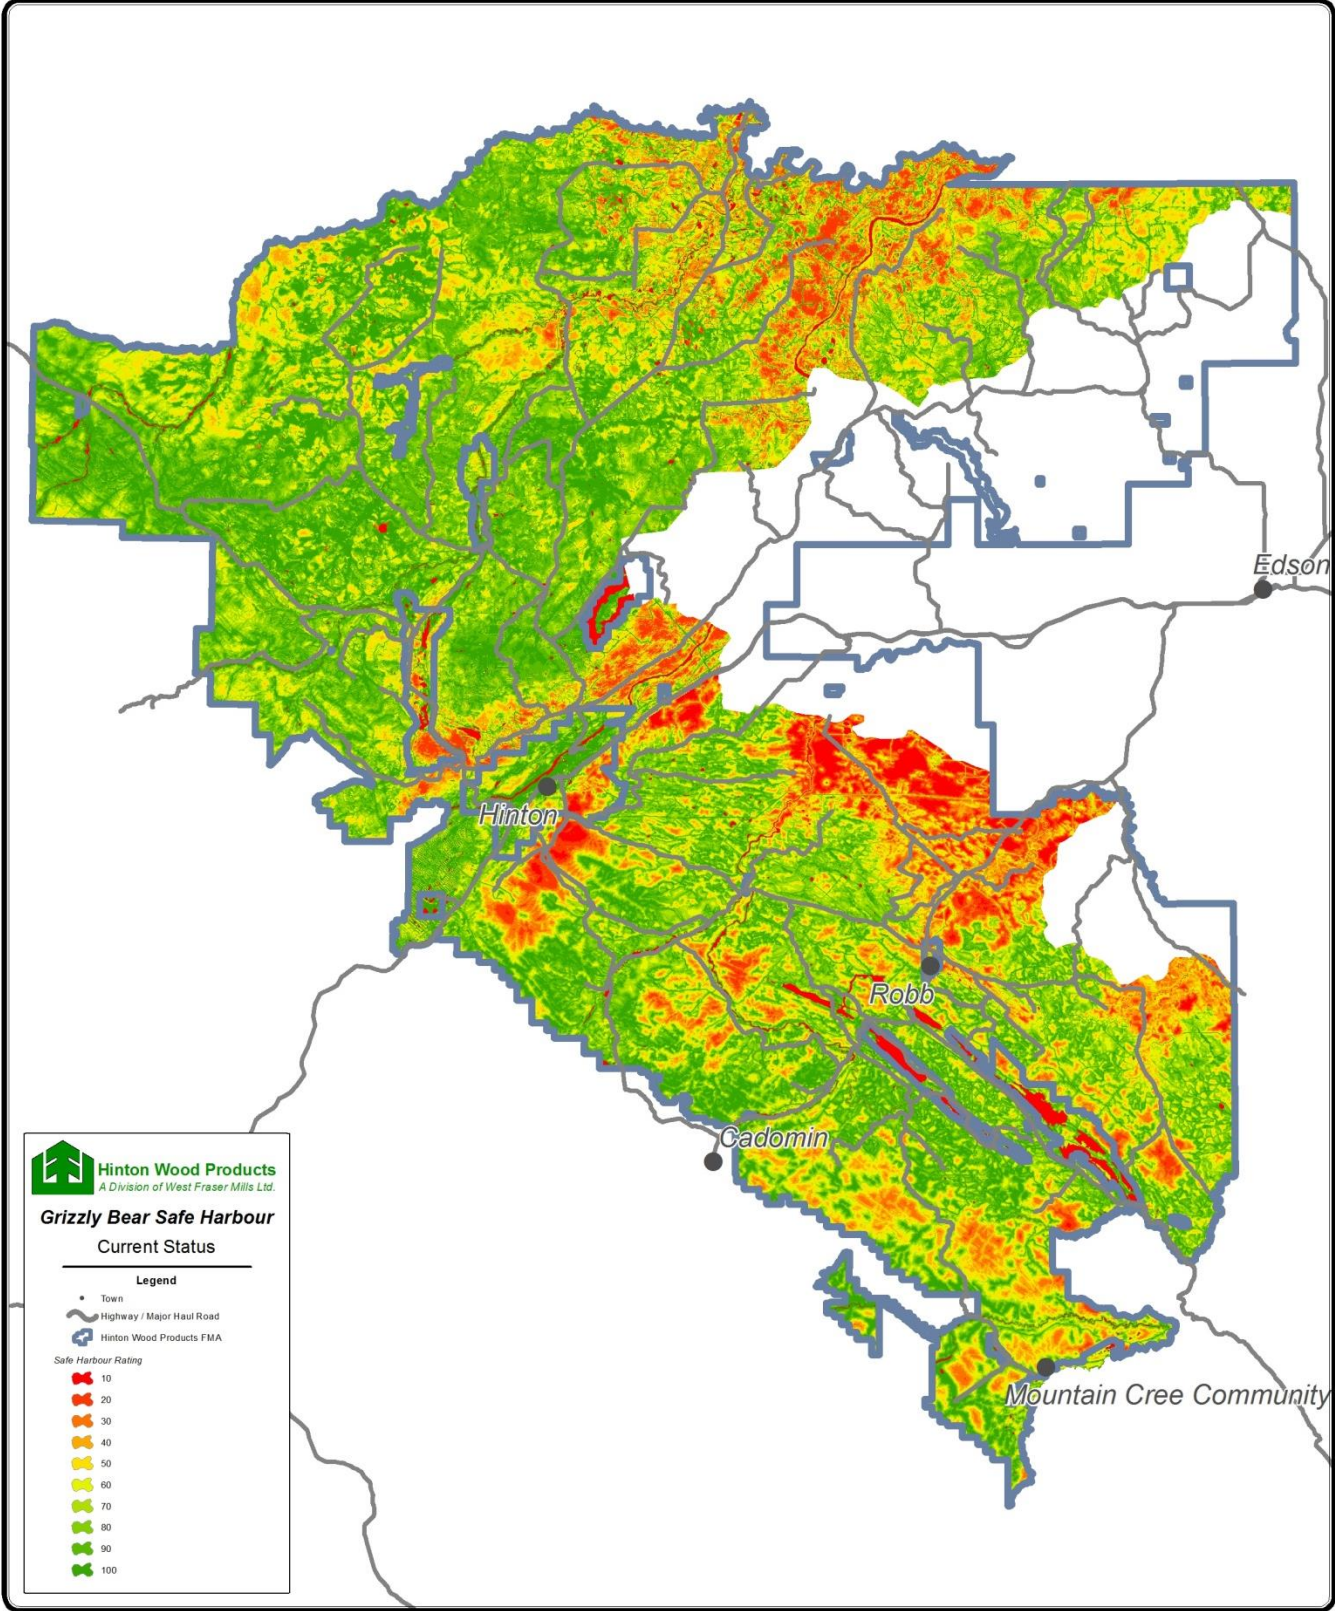 Edson
Hinton
Robb
Cadomin
Mountain Cree Community
Hinton Wood Products
A Division of West Fraser Mills Ltd.
Grizzly Bear Safe Harbour
Current Status
Legend
Town
Highway / Major Haul Road
Hinton Wood Products FMA
Safe Harbour Rating
10
20
30
40
50
60
70
80
90
100